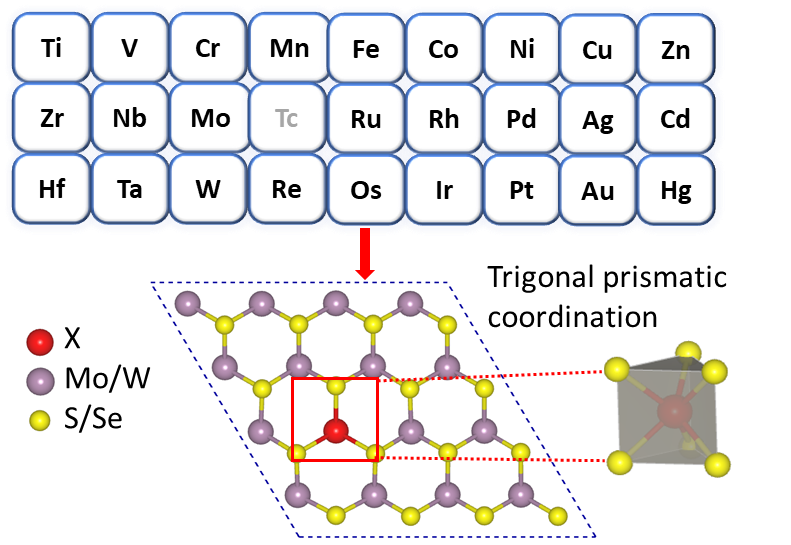 Ti V Cr Mn Fe Co Ni Cu Zn
Zr Nb Mo Tc Ru Rh Pd Ag Cd
Hf Ta W Re Os Ir Pt Au Hg
Trigonal prismatic
coordination
X
Mo/W
S/Se